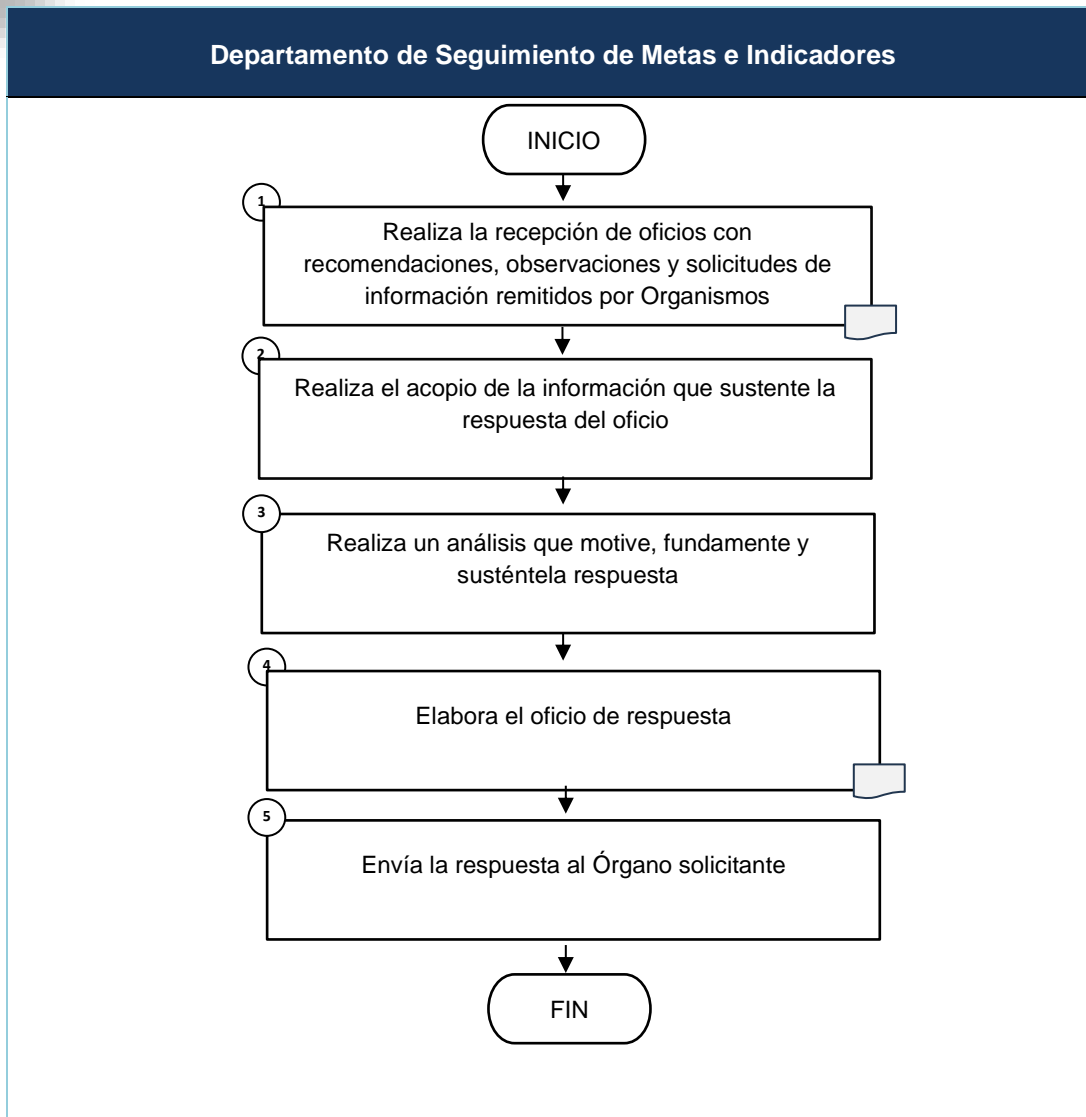 Departamento de Seguimiento de Metas e Indicadores
INICIO
1
Realiza la recepción de oficios con
recomendaciones, observaciones y solicitudes de
información remitidos por Organismos
2
Realiza el acopio de la información que sustente la
respuesta del oficio
3
Realiza un análisis que motive, fundamente y
susténtela respuesta
4
Elabora el oficio de respuesta
5
Envía la respuesta al Órgano solicitante
FIN